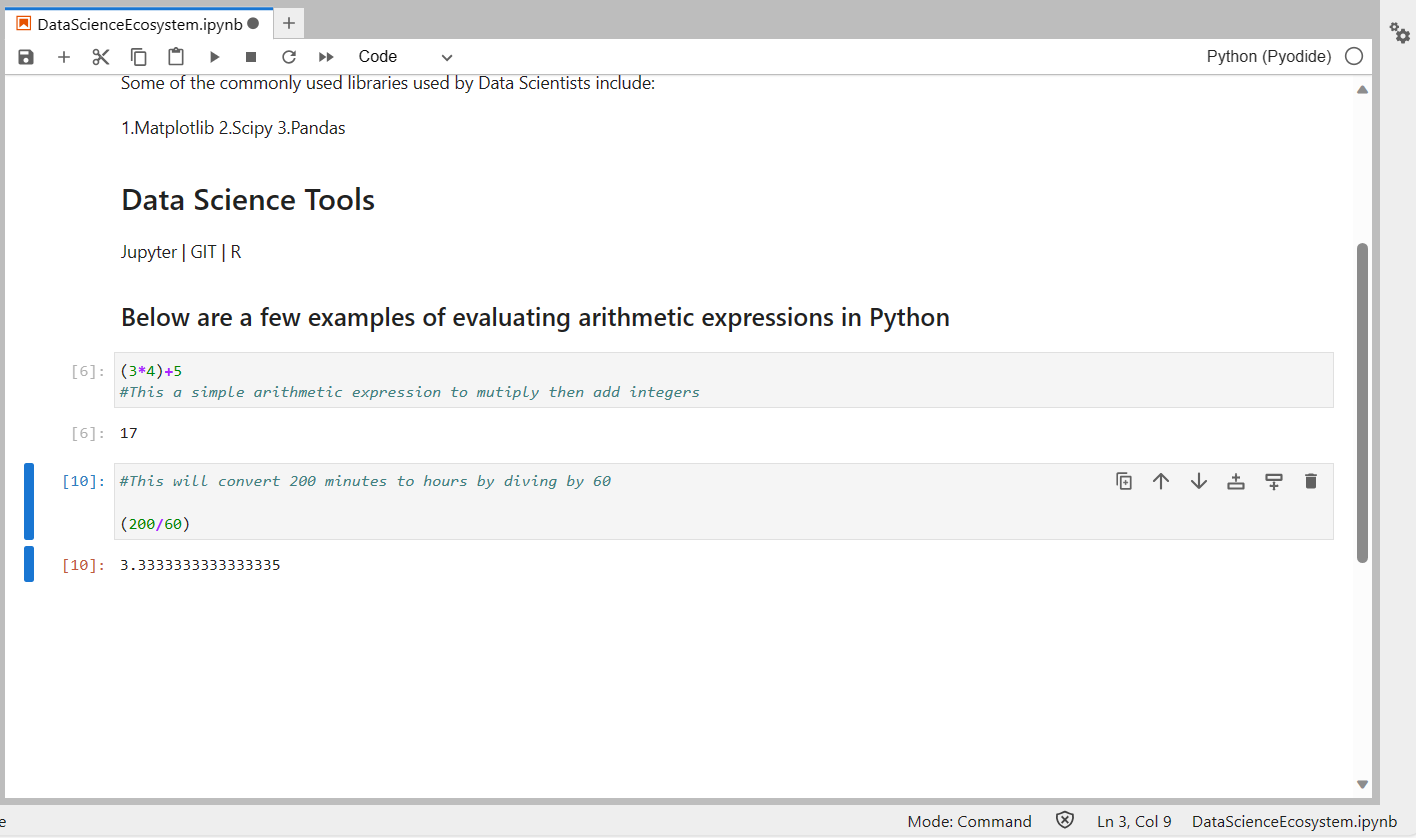 DataScienceEcosystem.ipynb
Code
Python (Pyodide)
Some of the commonly used libraries used by Data Scientists include:
1.Matplotlib 2.Scipy 3.Pandas
Data Science Tools
Jupyter | GIT | R
Below are a few examples of evaluating arithmetic expressions in Python
[6]: (3*4)+5
#This a simple arithmetic expression to mutiply then add integers
[6]: 17
[10]: #This will convert 200 minutes to hours by diving by 60
(200/60)
[10]: 3.3333333333333335
e Mode: Command Ln 3, Col 9 DataScienceEcosystem.ipynb